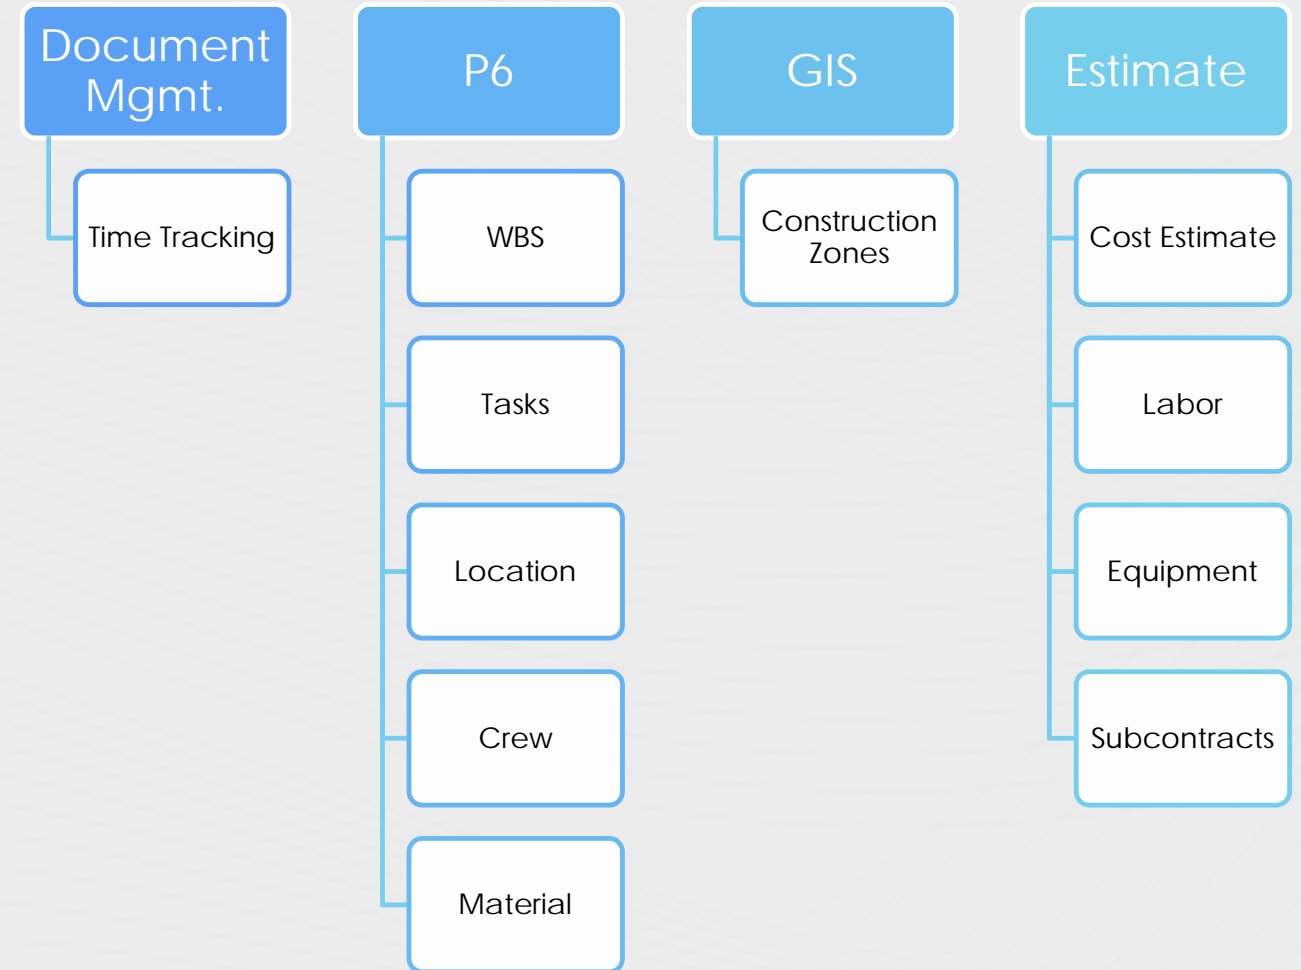 Document
Mgmt.
Time Tracking
P6
WBS
Tasks
Location
Crew
Material
GIS
Construction
Zones
Estimate
Cost Estimate
Labor
Equipment
Subcontracts